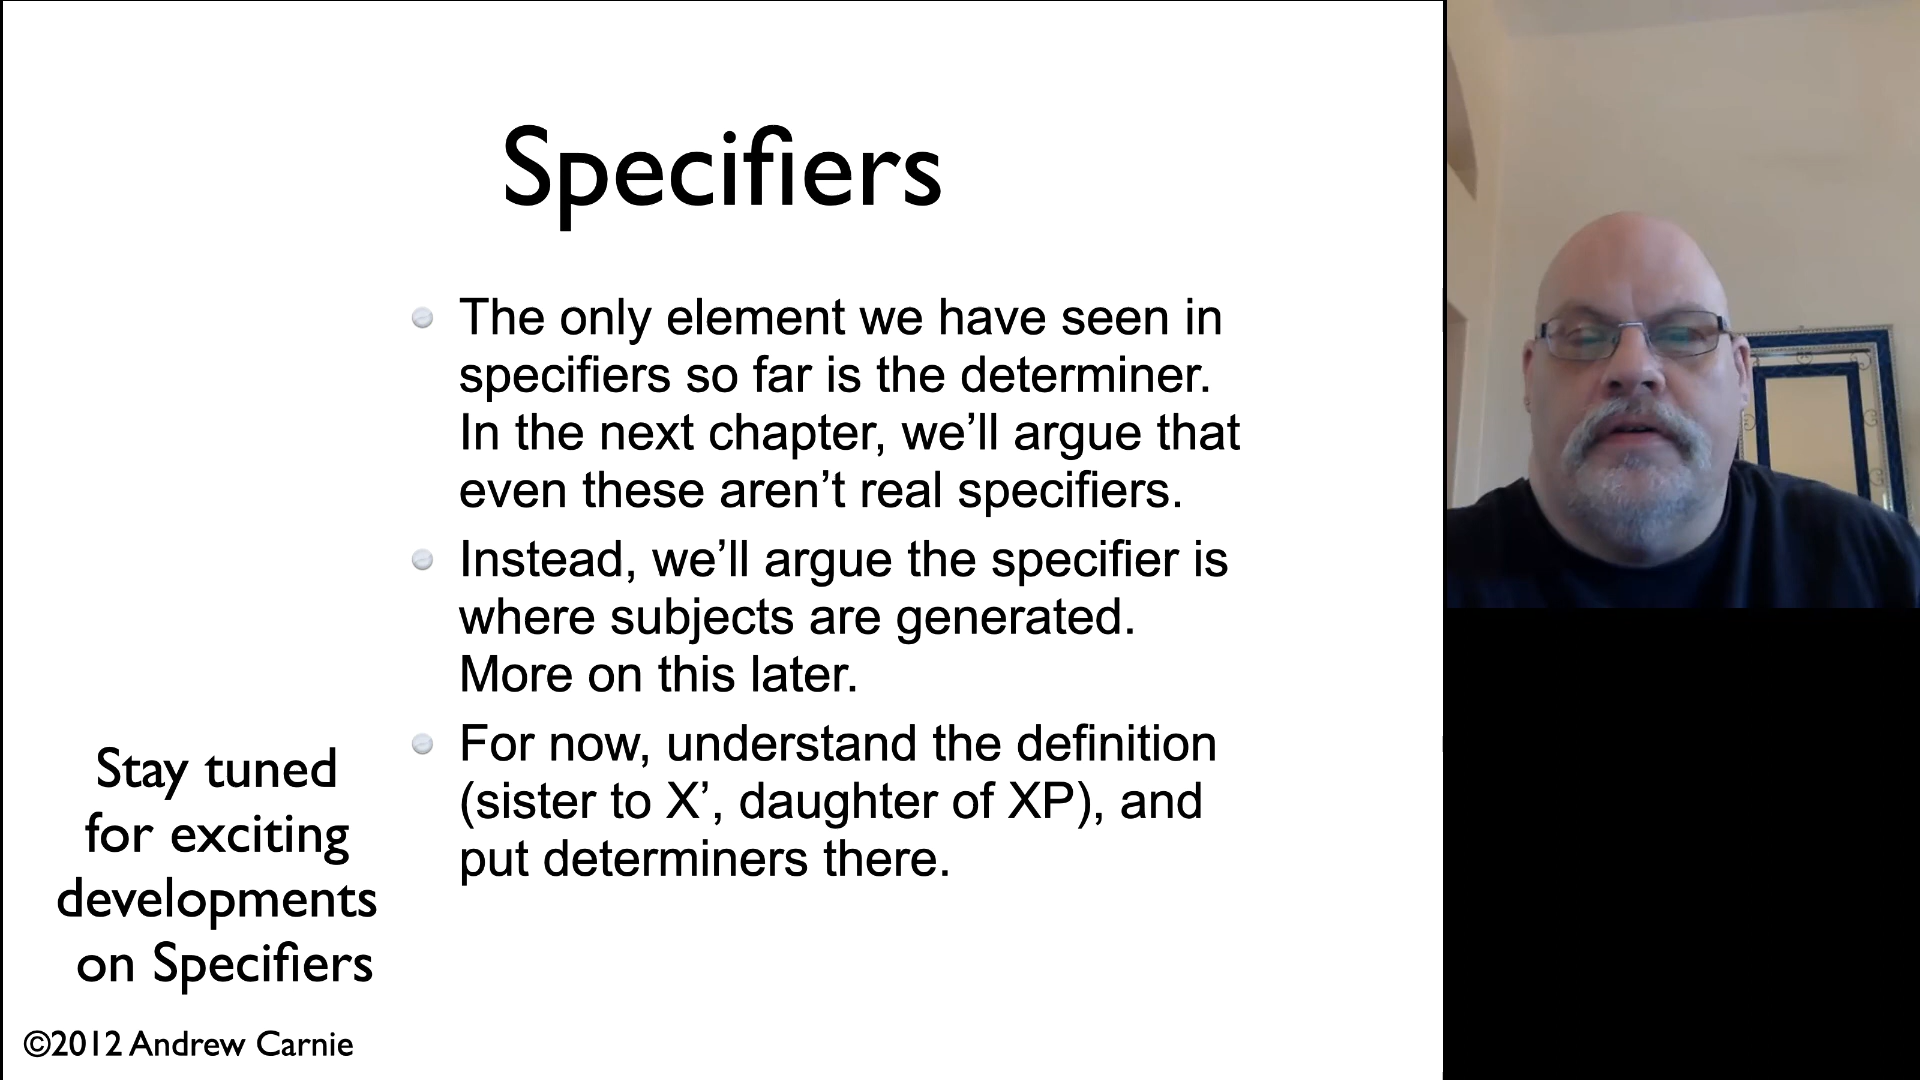 Specifiers
The only element we have seen in
specifiers so far is the determiner.
In the next chapter, we’ll argue that
even these aren’t real specifiers.
Instead, we’ll argue the specifier is
where subjects are generated.
More on this later.
For now, understand the definition
(sister to X’, daughter of XP), and
put determiners there.
Stay tuned
for exciting
developments
on Specifiers
©2012 Andrew Carnie